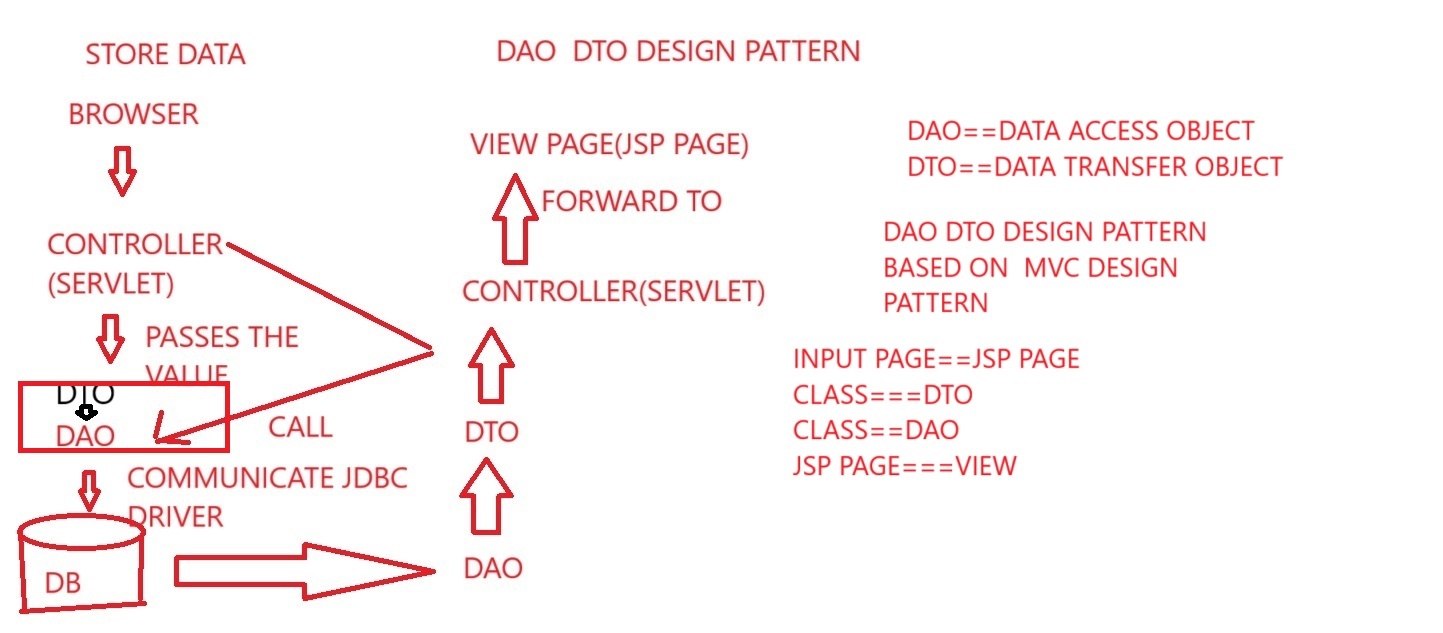 STORE DATA
DAO DTO DESIGN PATTERN
BROWSER
CONTROLLER
(SERVLET)
PASSES THE
VALUE
DTO
DAO
CALL
COMMUNICATE JDBC
DRIVER
DB
VIEW PAGE(JSP PAGE)
FORWARD TO
CONTROLLER(SERVLET)
DTO
DAO
DAO==DATA ACCESS OBJECT
DTO==DATA TRANSFER OBJECT
DAO DTO DESIGN PATTERN
BASED ON MVC DESIGN
PATTERN
INPUT PAGE==JSP PAGE
CLASS===DTO
CLASS==DAO
JSP PAGE===VIEW